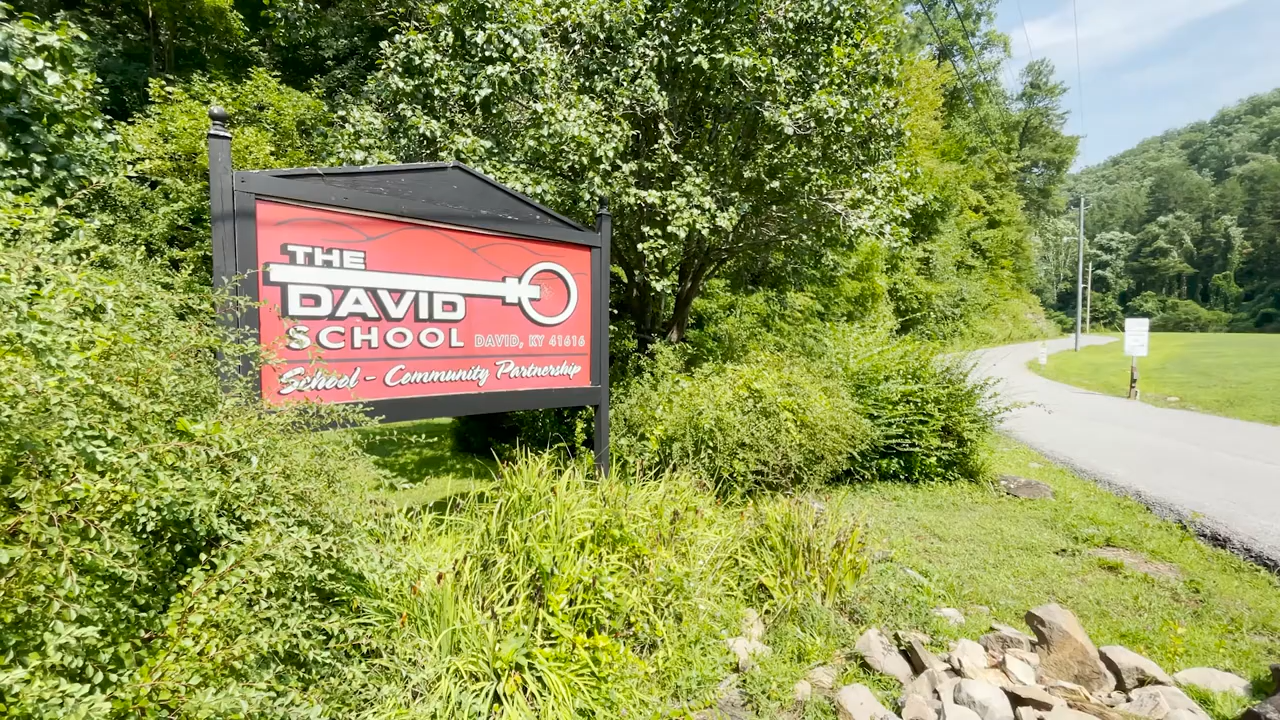 THE
DAVID
SCHOOL DAVID, KY 41616
School - Community Partnership